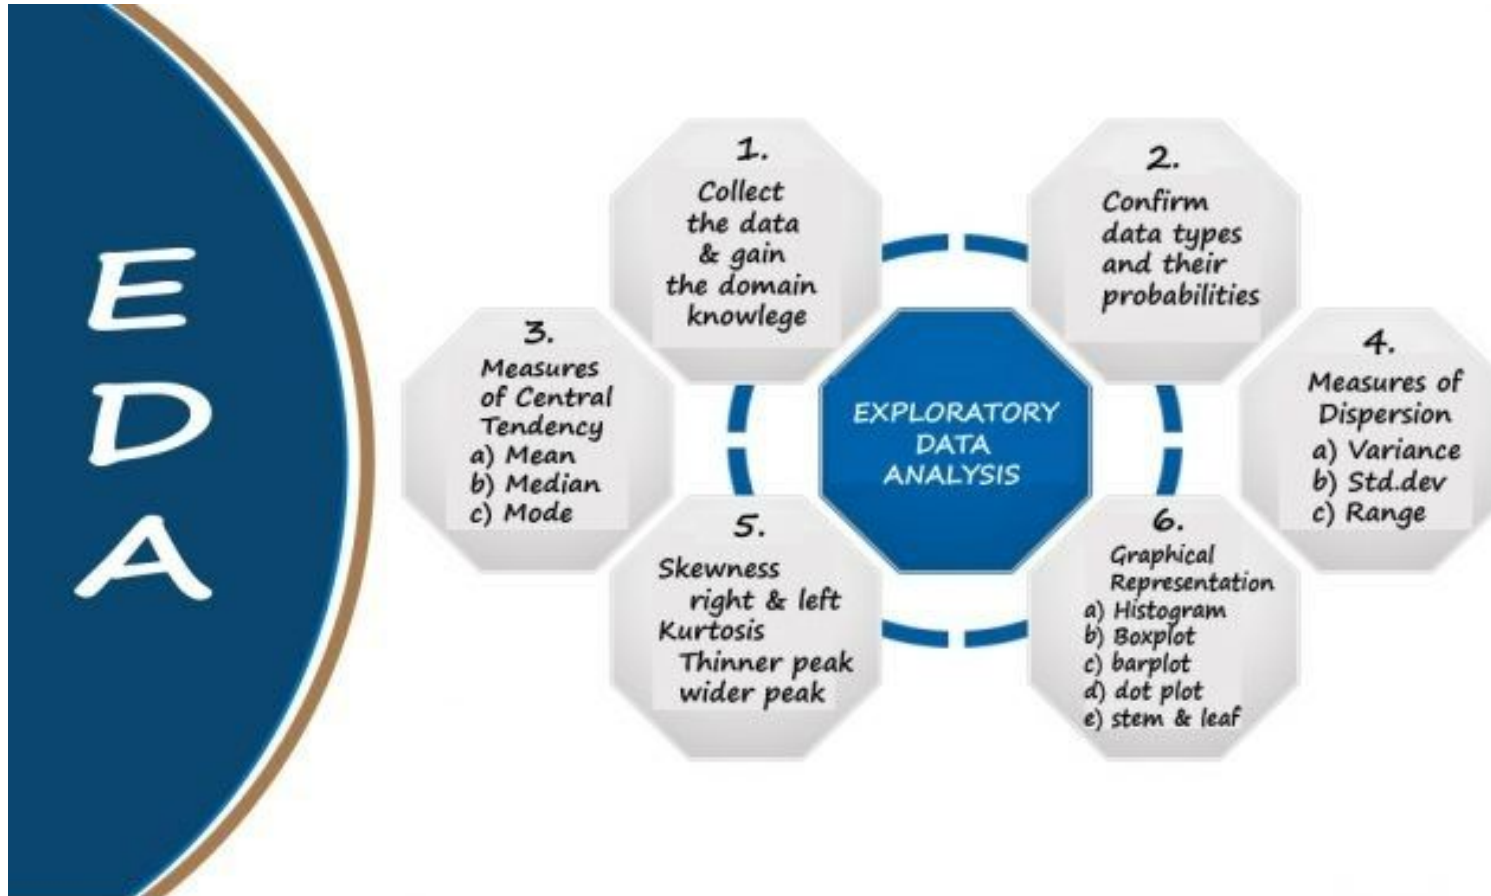 E
D
A
1.
Collect
the data
& gain
the domain
knowlege
2.
Confirm
data types
and their
probabilities
3.
Measures
of Central
Tendency
a) Mean
b) Median
c) Mode
EXPLORATORY
DATA
ANALYSIS
4.
Measures of
Dispersion
a) Variance
b) Std.dev
c) Range
5.
Skewness
right & left
Kurtosis
Thinner peak
wider peak
6.
Graphical
Representation
a) Histogram
b) Boxplot
c) barplot
d) dot plot
e) stem & leaf